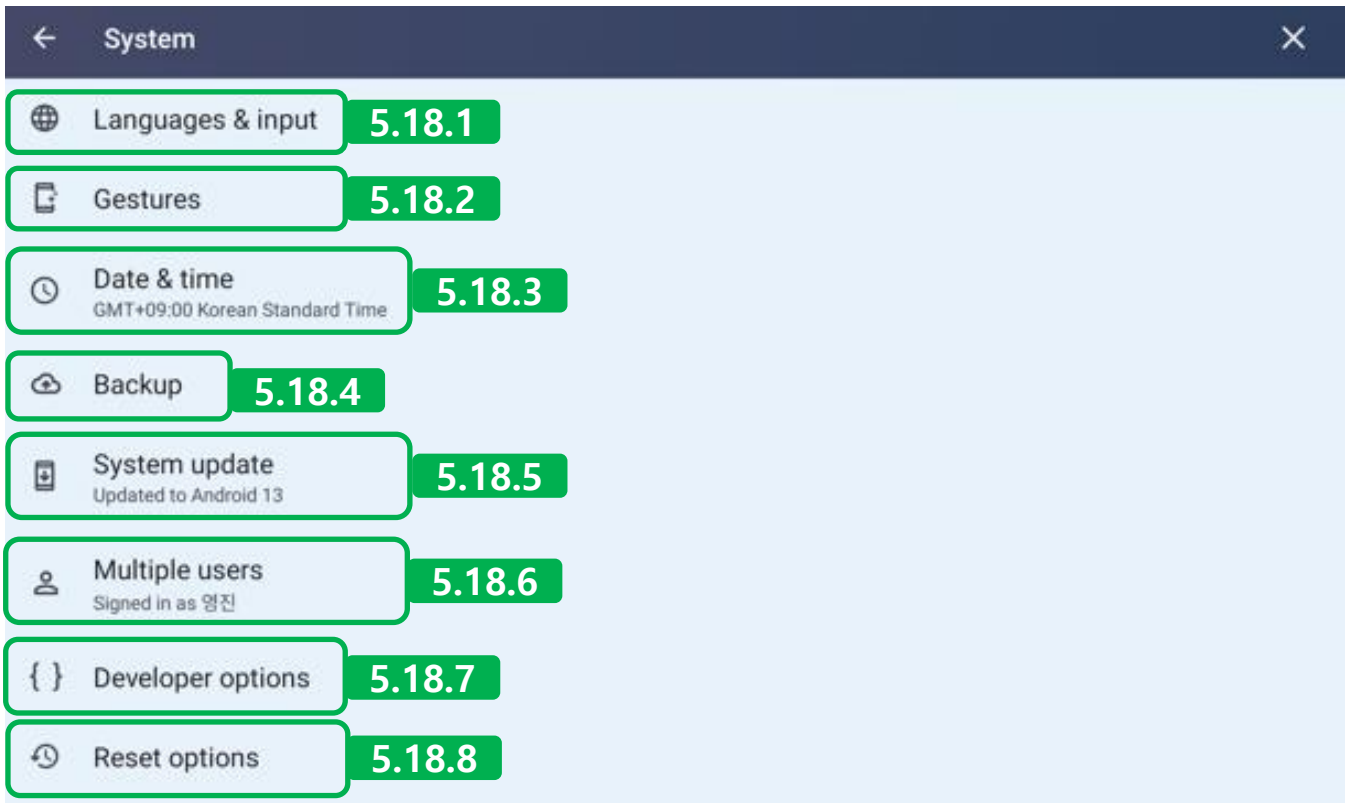 System
Languages & input 5.18.1
Gestures 5.18.2
Date & time
GMT+09:00 Korean Standard Time
5.18.3
Backup 5.18.4
System update
Updated to Android 13
5.18.5
Multiple users
Signed in as 영진
5.18.6
{ } Developer options 5.18.7
Reset options 5.18.8